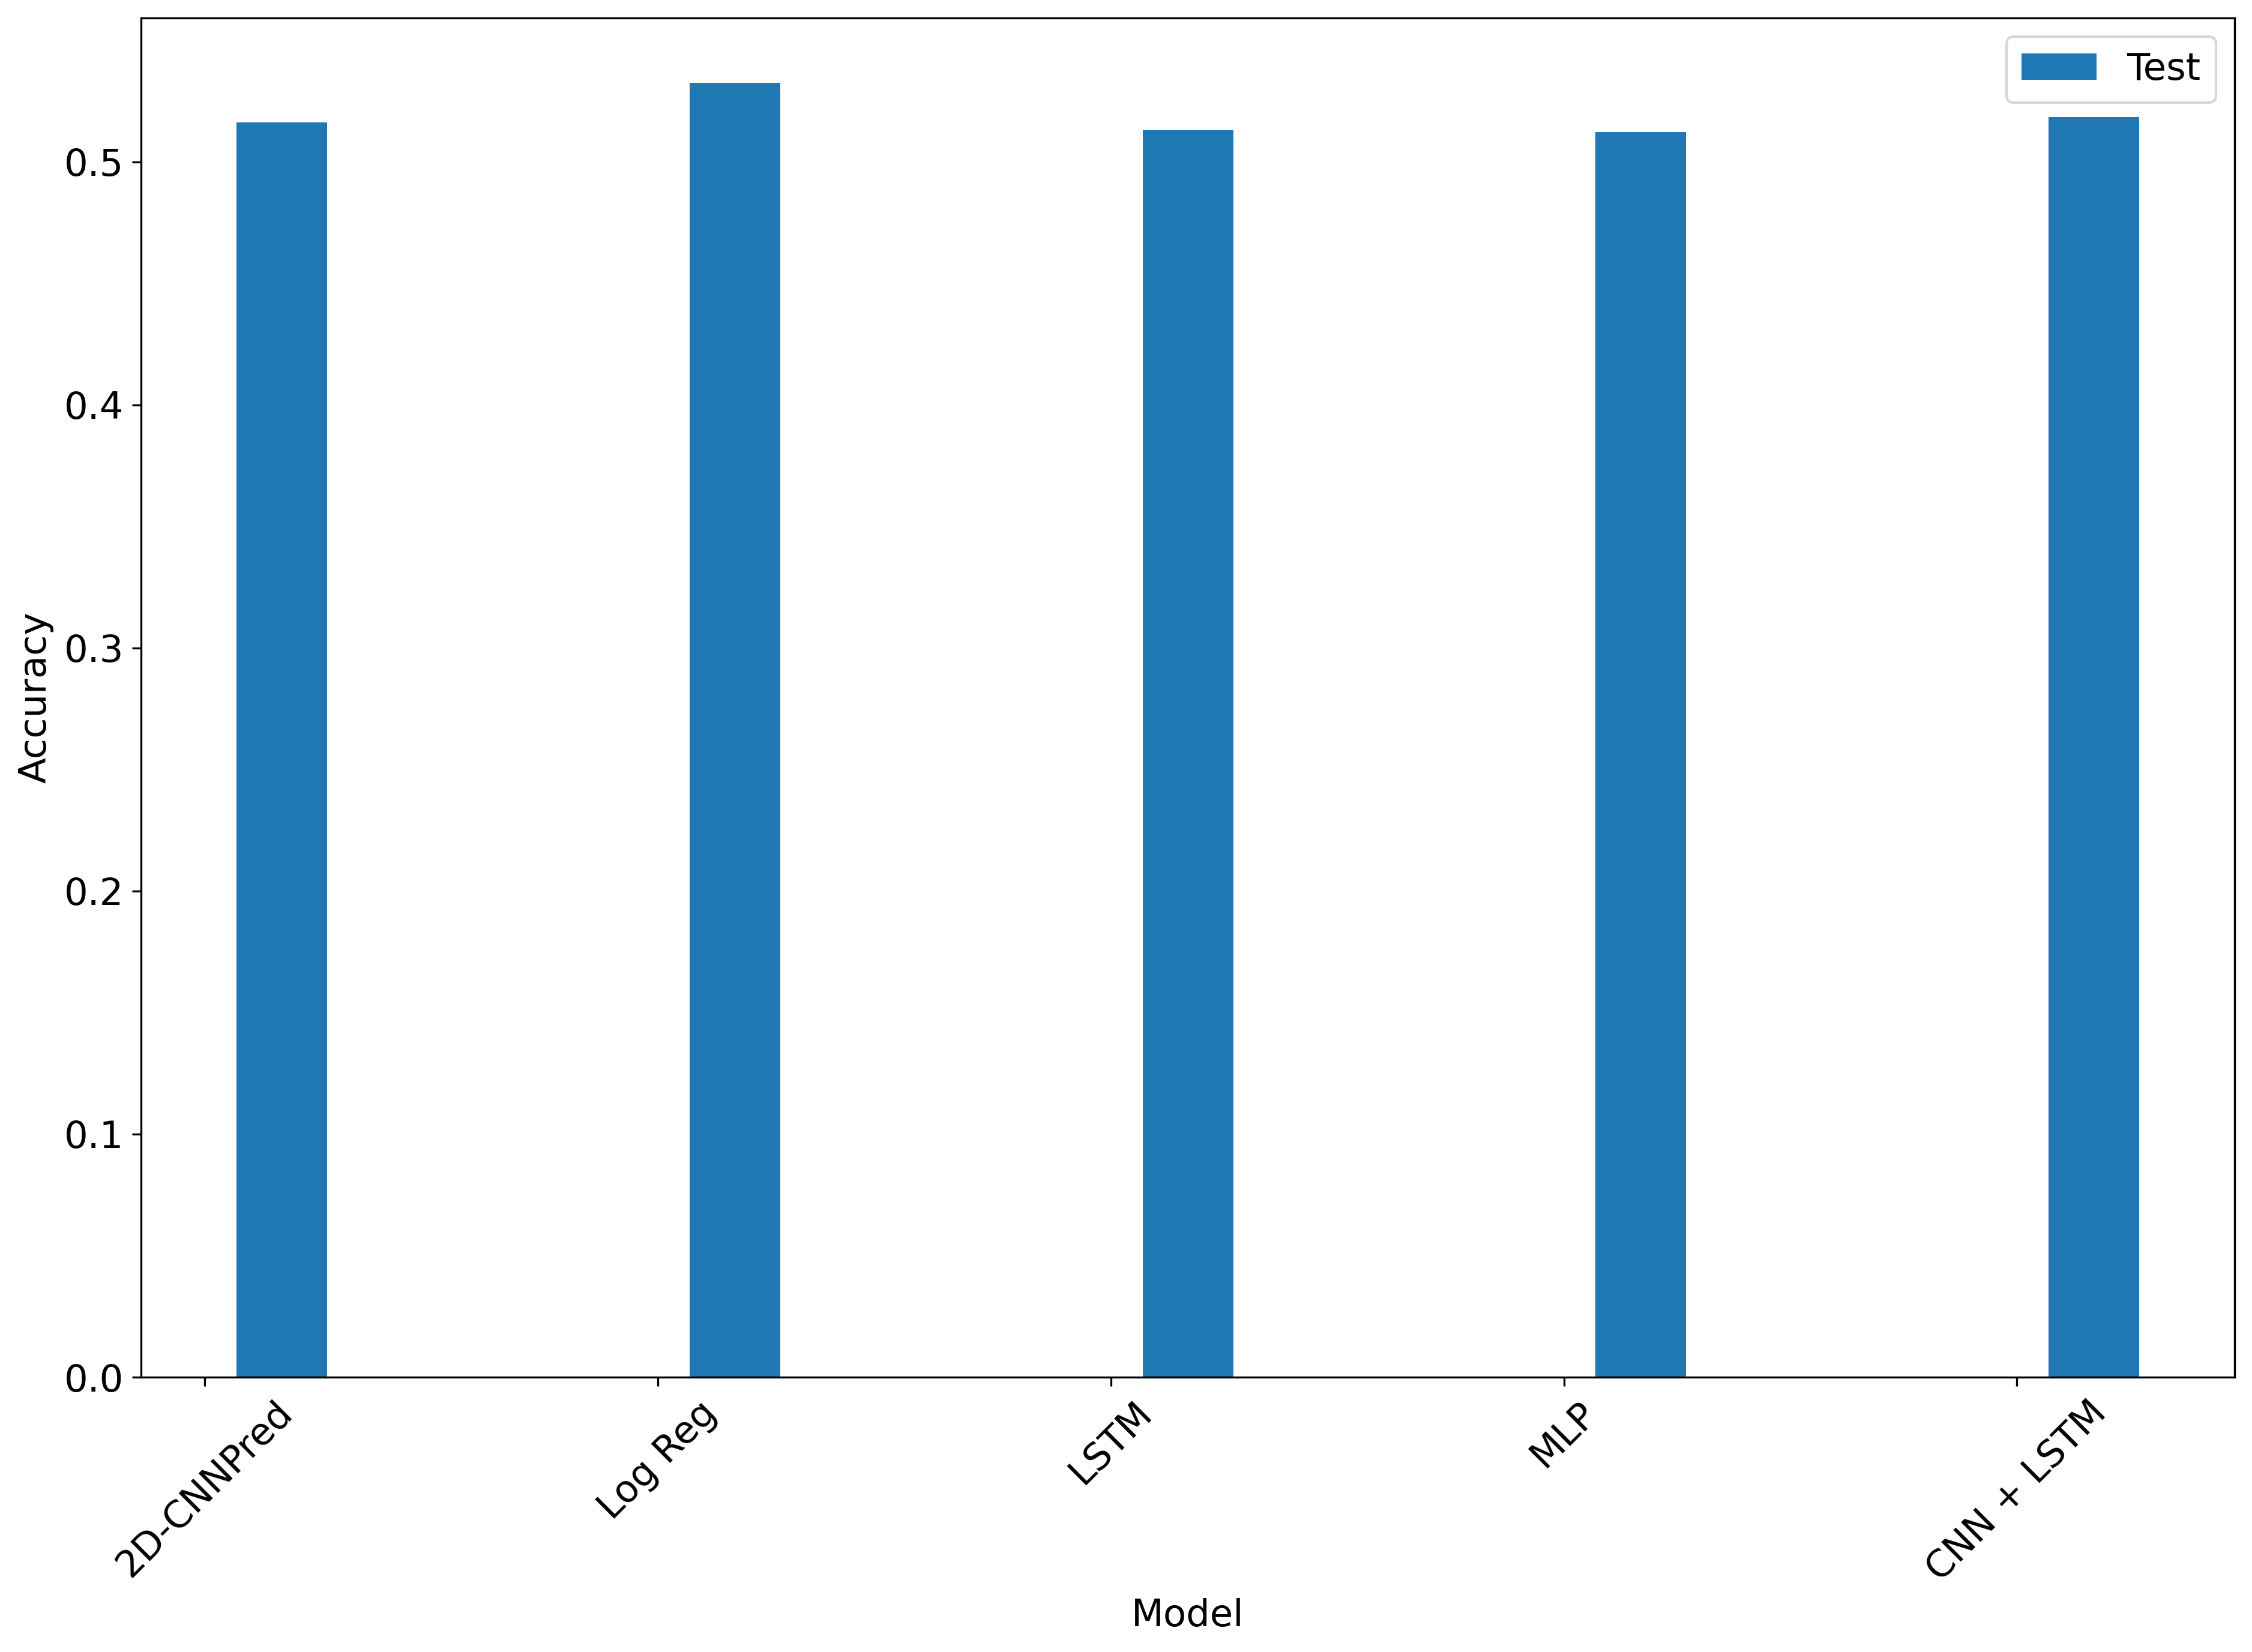 Test
Accuracy
0.5
0.4
0.3
0.2
0.1
0.0
2D-CNNPred
Log Reg
LSTM
MLP
CNN + LSTM
Model